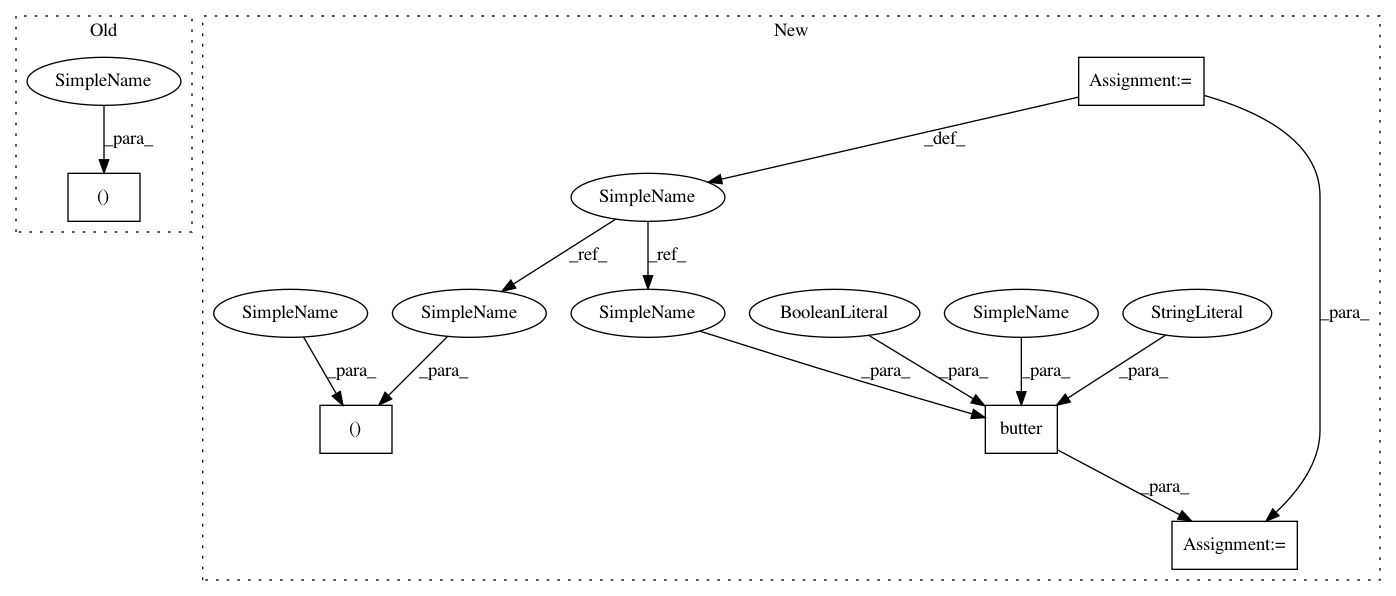 Old
New
SimpleName
Assignment:=
_para_
_def_
()
SimpleName
_ref_
_ref_
SimpleName
SimpleName
SimpleName
BooleanLiteral
SimpleName
StringLiteral
_para_
_para_
_para_
_para_
_para_
_para_
_para_
()
butter
_para_
Assignment:=